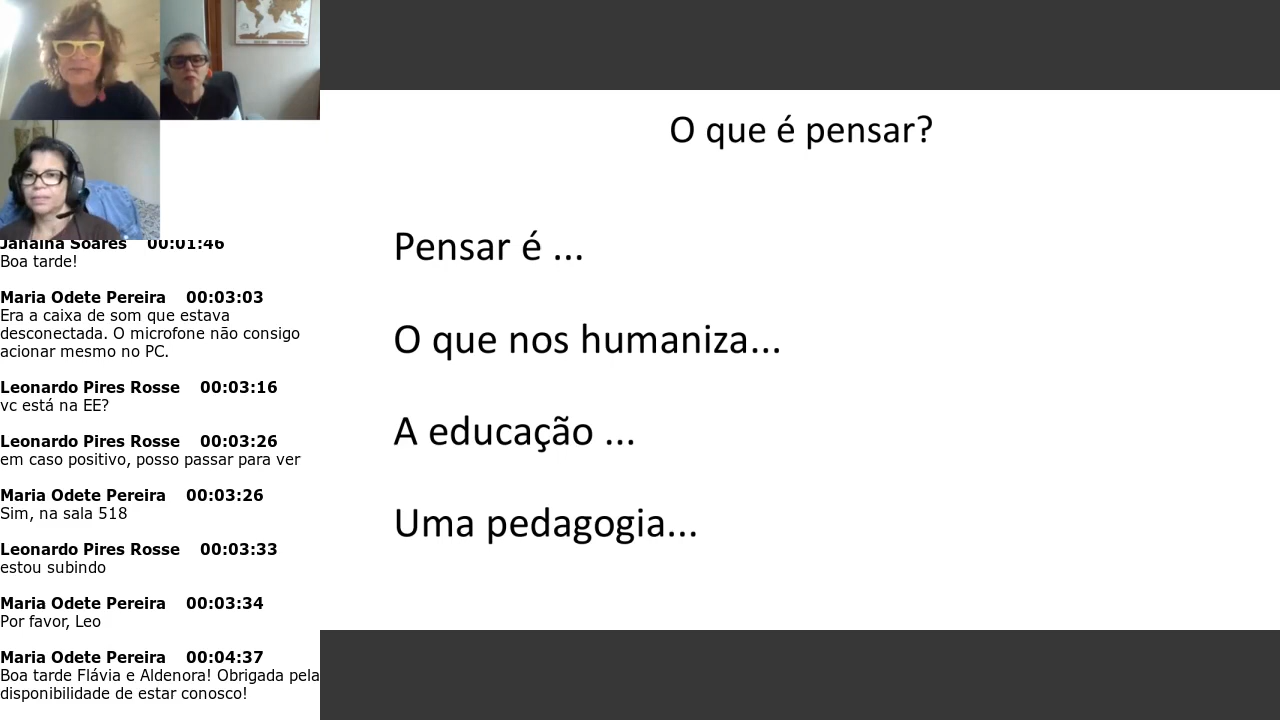 Janaína Soares 00:01:46
Boa tarde!
Maria Odete Pereira 00:03:03
Era a caixa de som que estava
desconectada. O microfone não consigo
acionar mesmo no PC.
Leonardo Pires Rosse 00:03:16
vc está na EE?
Leonardo Pires Rosse 00:03:26
em caso positivo, posso passar para ver
Maria Odete Pereira 00:03:26
Sim, na sala 518
Leonardo Pires Rosse 00:03:33
estou subindo
Maria Odete Pereira 00:03:34
Por favor, Leo
Maria Odete Pereira 00:04:37
Boa tarde Flávia e Aldenora! Obrigada pela
disponibilidade de estar conosco!
O que é pensar?
Pensar é ...
O que nos humaniza...
A educação ...
Uma pedagogia...